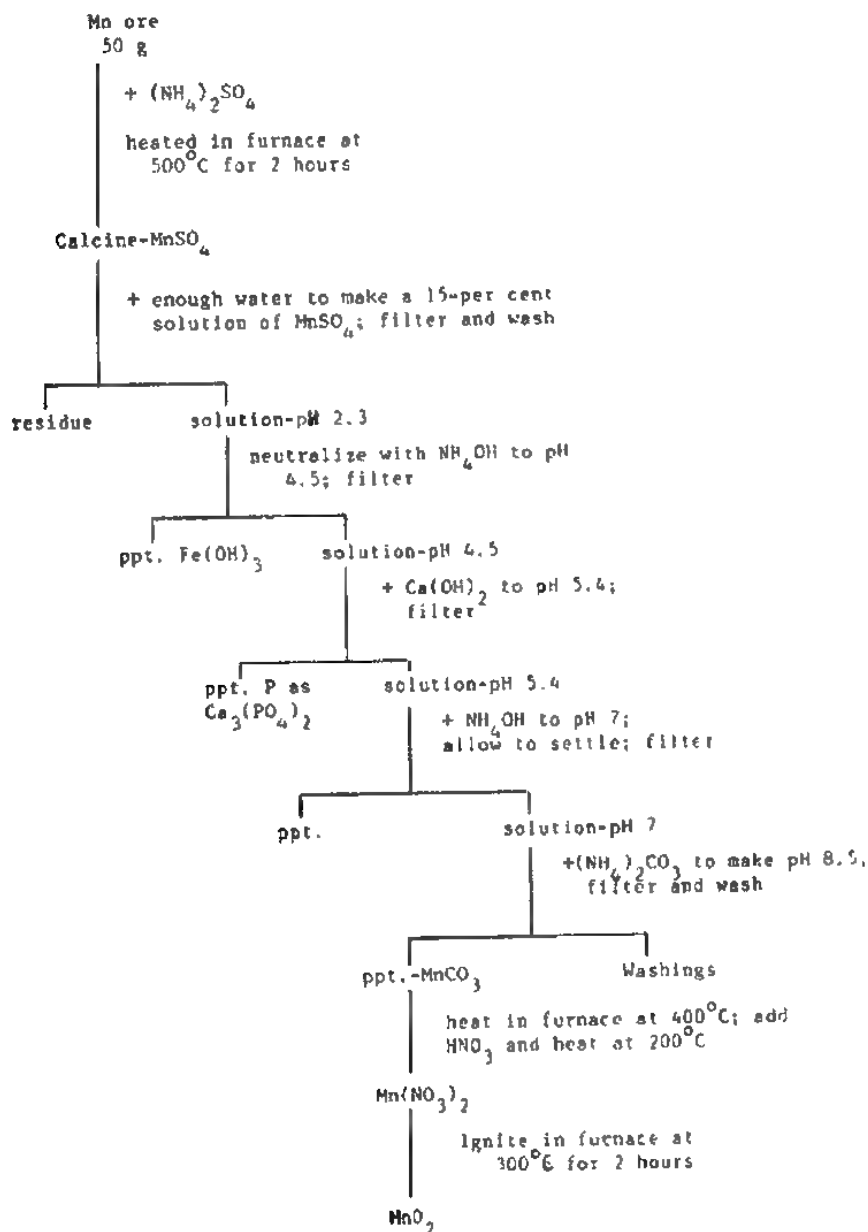 Mn ore
50 g
+ (NH₄)₂SO₄
heated in furnace at
500°C for 2 hours
Calcine-MnSO₄
+ enough water to make a 15-per cent
solution of MnSO₄; filter and wash
residue
solution-pH 2.3
neutralize with NH₄OH to pH
4.5; filter
ppt. Fe(OH)₃
solution-pH 4.5
+ Ca(OH)₂ to pH 5.4;
filter
ppt. P as
Ca₃(PO₄)₂
solution-pH 5.4
+ NH₄OH to pH 7;
allow to settle; filter
ppt.
solution-pH 7
+(NH₄)₂CO₃ to make pH 8.5,
filter and wash
ppt.-MnCO₃
Washings
heat in furnace at 400°C; add
HNO₃ and heat at 200°C
Mn(NO₃)₂
Ignite in furnace at
300°C for 2 hours
MnO₂